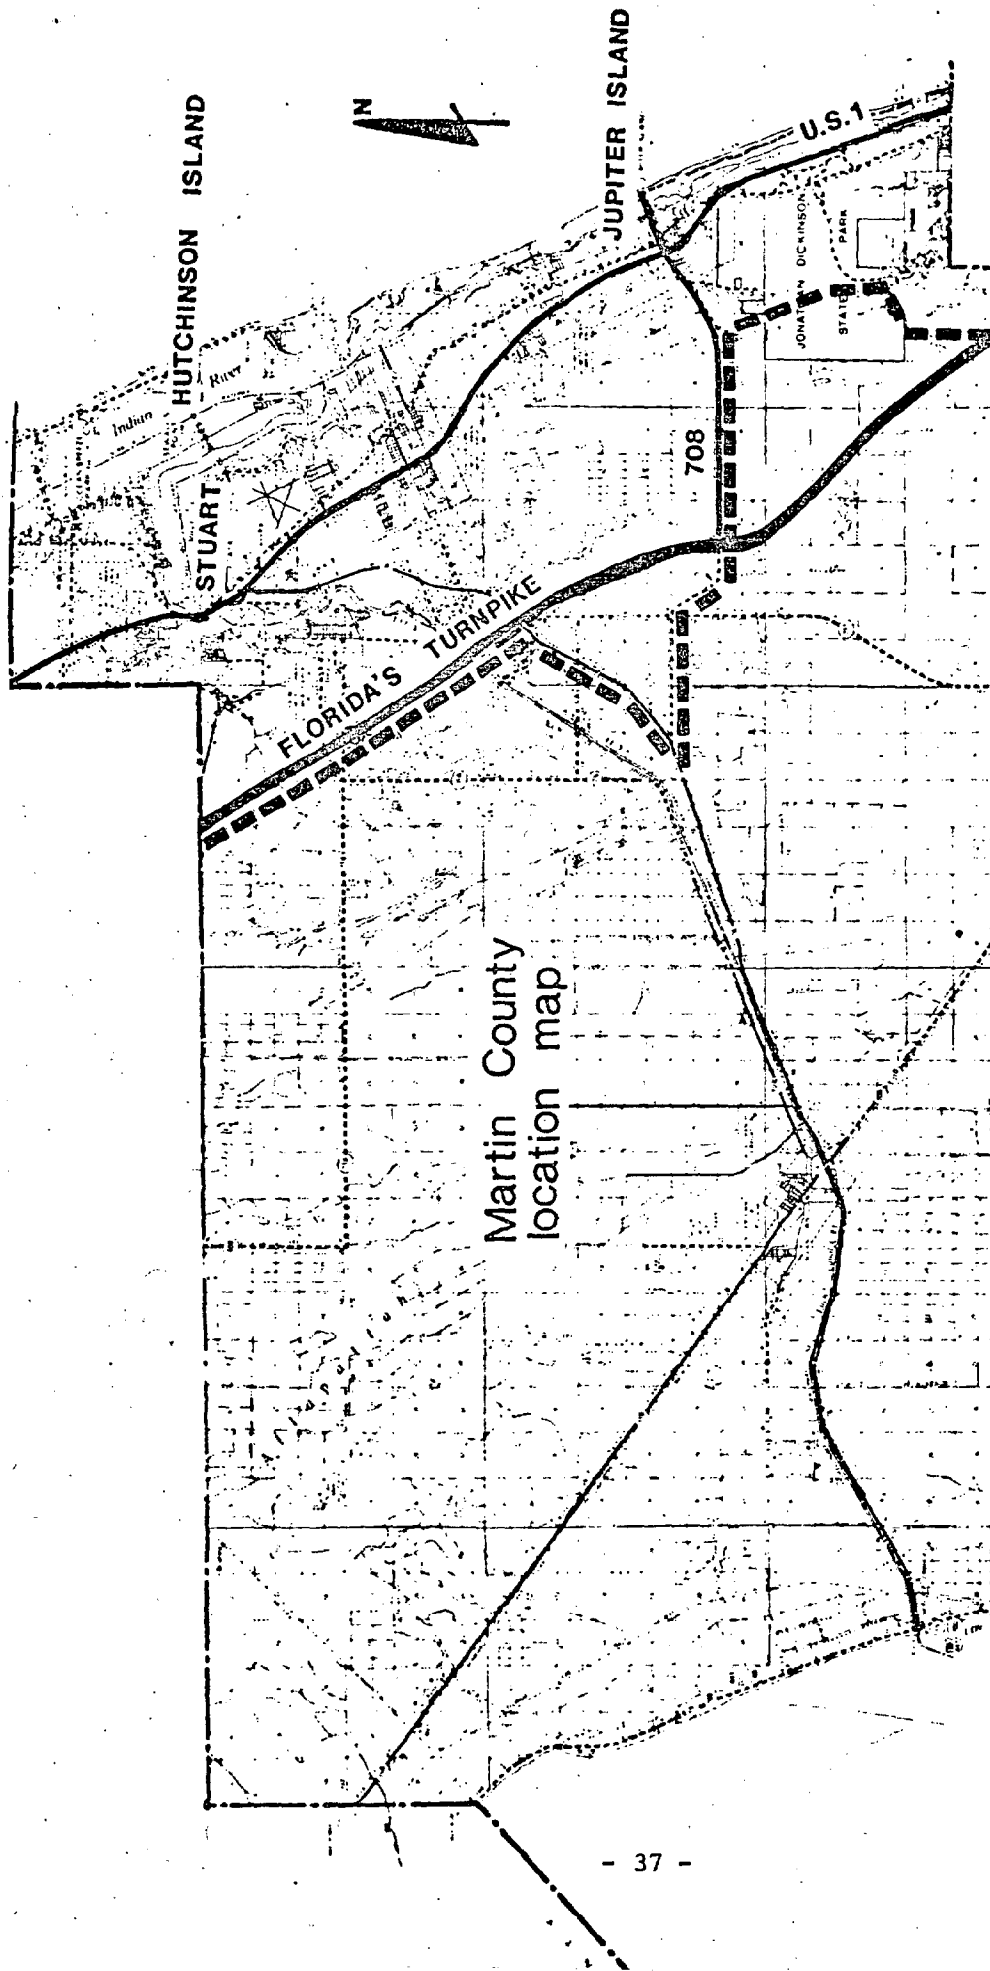 HUTCHINSON ISLAND
N
JUPITER ISLAND
U.S.1
Indian River
STUART
JONATHAN DICKINSON
STATE PARK
708
FLORIDA'S TURNPIKE
Martin County
location map
- 37 -